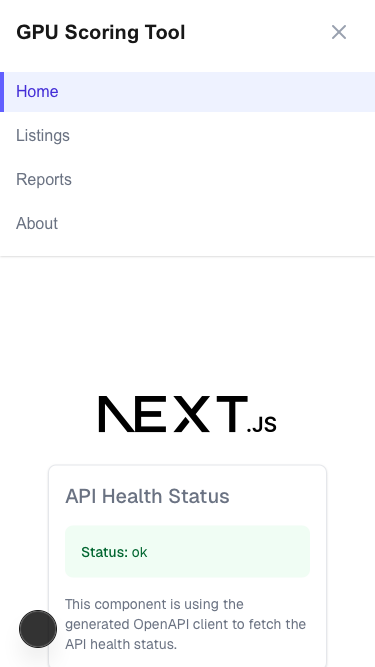 GPU Scoring Tool
Home
Listings
Reports
About
NEXT.JS
API Health Status
Status: ok
This component is using the
generated OpenAPI client to fetch the
API health status.